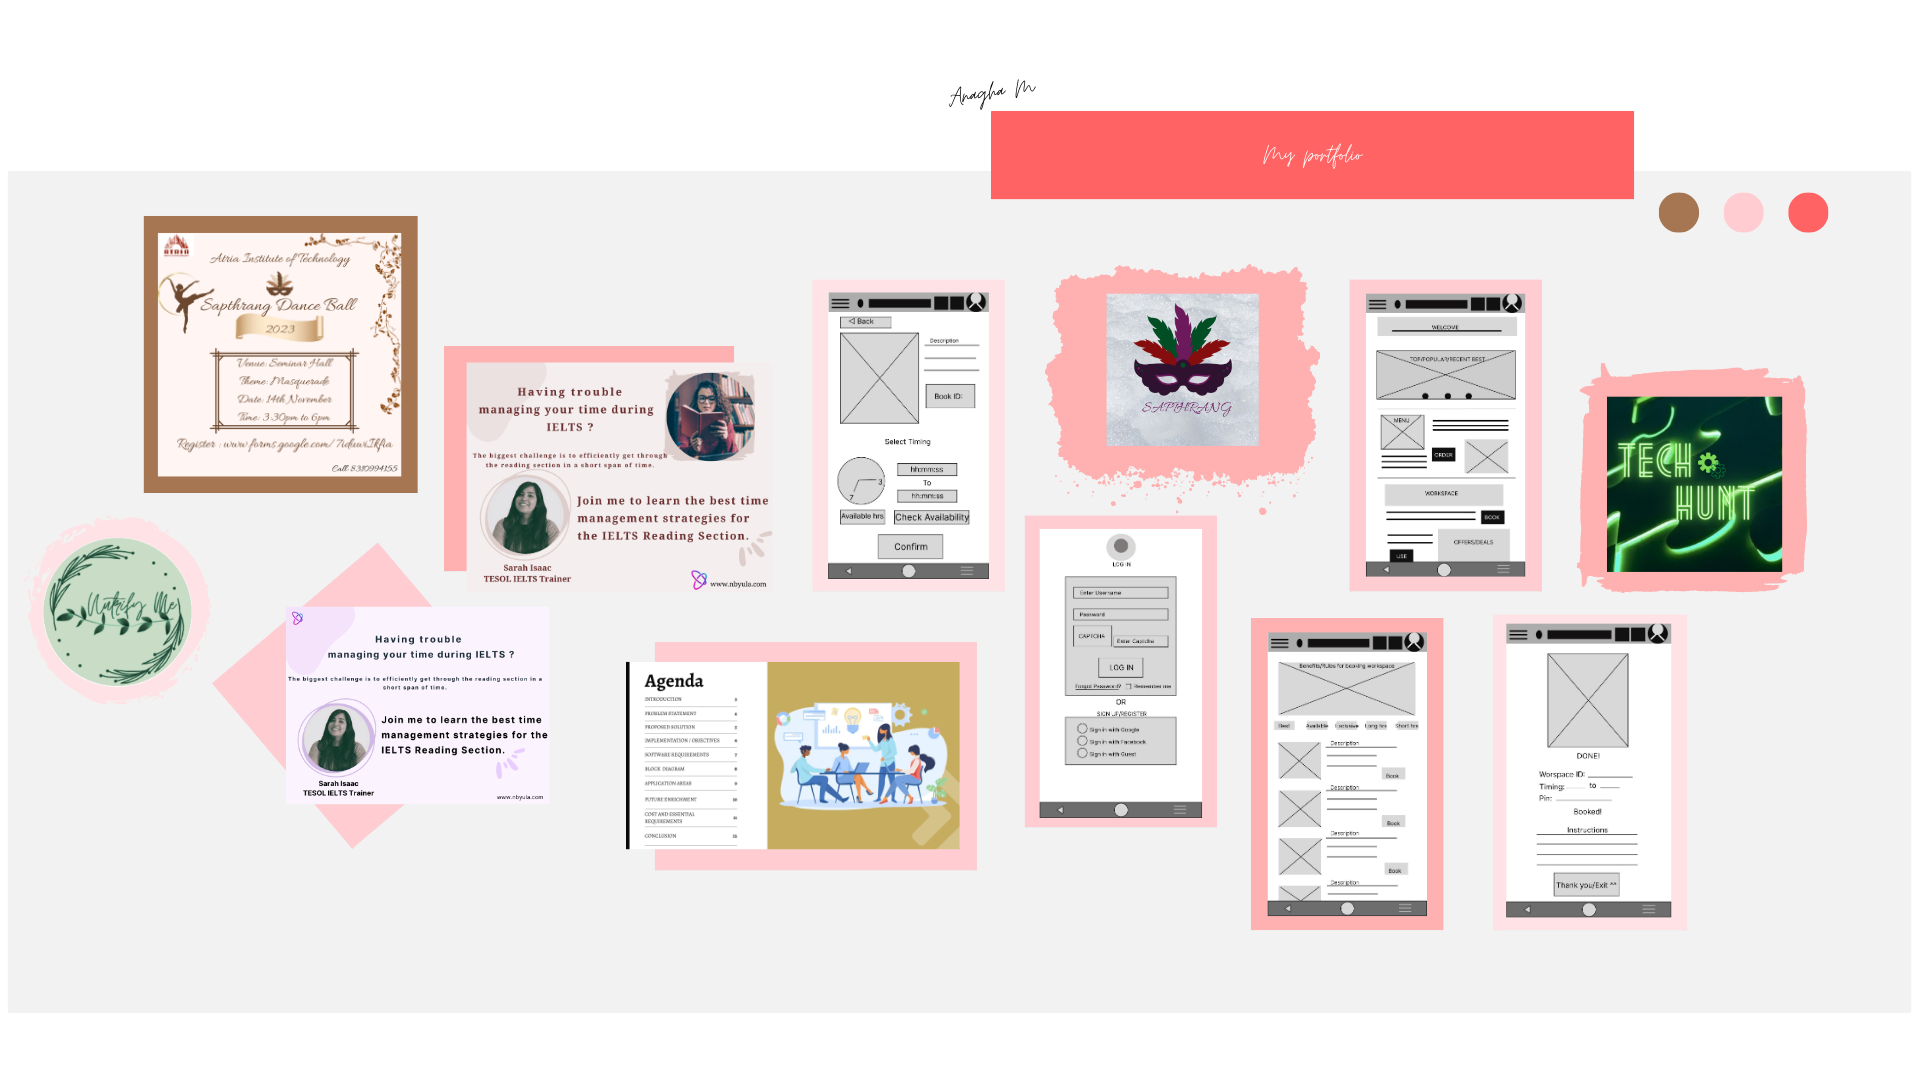 Anagha M
My portfolio
ATRIA
Atria Institute of Technology
Sapthrang Dance Ball
2023
Venue: Seminar Hall
Theme: Masquerade
Date: 14th November
Time: 3:30pm to 6pm
Call: 8310994155
Having trouble
managing your time during
IELTS ?
The biggest challenge is to efficiently get through
the reading section in a short span of time.
Join me to learn the best time
management strategies for
the IELTS Reading Section.
Sarah Isaac
TESOL IELTS Trainer
www.nbyula.com
Nutrify Me
Having trouble
managing your time during IELTS ?
The biggest challenge is to efficiently get through the reading section in a
short span of time.
Join me to learn the best time
management strategies for the
IELTS Reading Section.
Sarah Isaac
TESOL IELTS Trainer
www.nbyula.com
Agenda
INTRODUCTION
PROBLEM STATEMENT
PROPOSED SOLUTION
IMPLEMENTATION / OBJECTIVES
SOFTWARE REQUIREMENTS
BLOCK DIAGRAM
APPLICATION AREAS
FUTURE ENRICHMENT
COST AND ESSENTIAL
REQUIREMENTS
CONCLUSION
Back
Description
Book ID:
Select Timing
3
7
hh:mm:ss
To
hh:mm:ss
Available hrs
Check Availability
Confirm
SAPTHRANG
LOG-IN
Enter Username
Password
CAPTCHA
Enter Captcha
LOG IN
Forgot Password?
Remember me
OR
SIGN UP/REGISTER
Sign in with Google
Sign in with Facebook
Sign in with Guest
WELCOME
TOP/POPULAR/RECENT BEST
MENU
ORDER
WORKSPACE
BOOK
OFFERS/DEALS
USE
TECH
HUNT
Benefits/Rules for booking workspace
Best Available Exclusive Long hrs Short hrs
Description
Book
Description
Book
Description
Book
Description
DONE!
Worspace ID:
Timing: to
Pin:
Booked!
Instructions
Thank you/Exit ^^